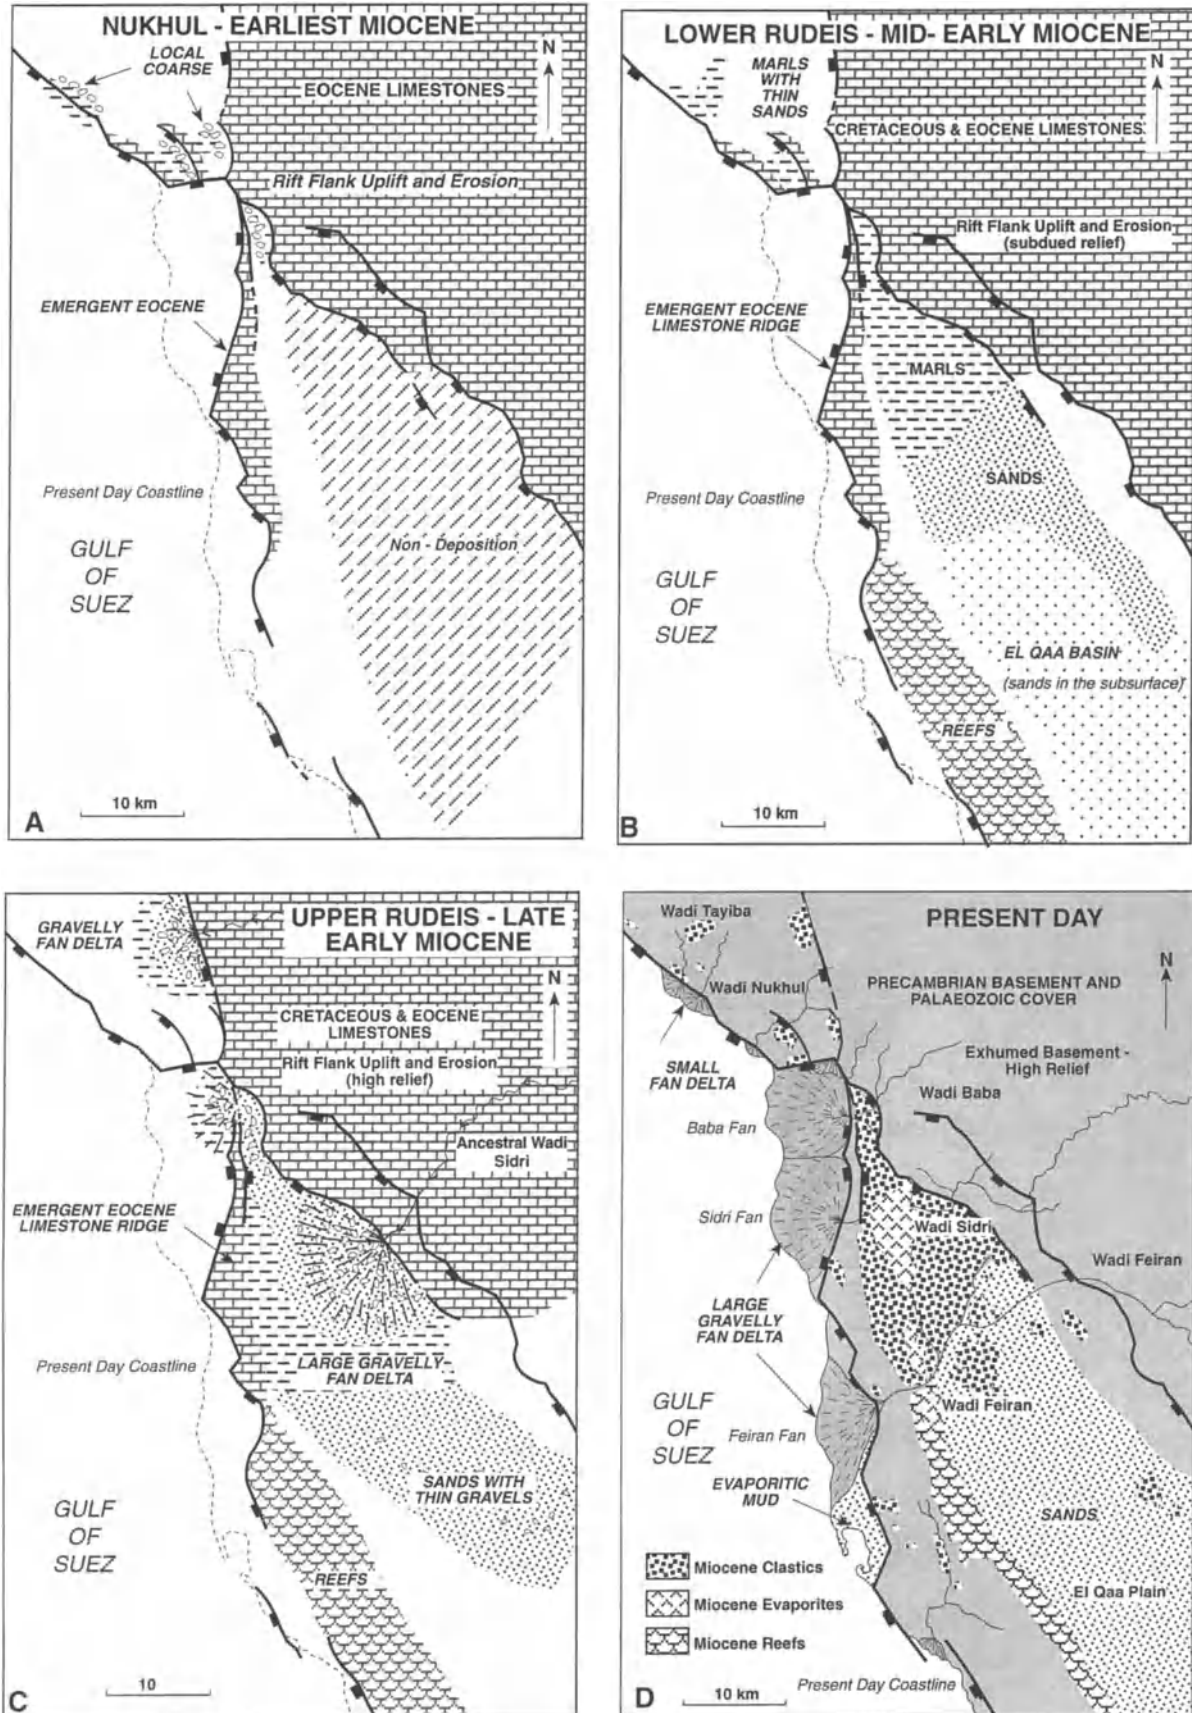 NUKHUL - EARLIEST MIOCENE
LOCAL
COARSE
N
EOCENE LIMESTONES
Rift Flank Uplift and Erosion
EMERGENT EOCENE
Present Day Coastline
Non - Deposition
GULF
OF
SUEZ
10 km
A
LOWER RUDEIS - MID- EARLY MIOCENE
MARLS
WITH
THIN
SANDS
N
CRETACEOUS & EOCENE LIMESTONES
Rift Flank Uplift and Erosion
(subdued relief)
EMERGENT EOCENE
LIMESTONE RIDGE
MARLS
SANDS
Present Day Coastline
GULF
OF
SUEZ
EL QAA BASIN
(sands in the subsurface)
REEFS
10 km
B
GRAVELLY
FAN DELTA
UPPER RUDEIS - LATE
EARLY MIOCENE
N
CRETACEOUS & EOCENE
LIMESTONES
Rift Flank Uplift and Erosion
(high relief)
Ancestral Wadi
Sidri
EMERGENT EOCENE
LIMESTONE RIDGE
Present Day Coastline
LARGE GRAVELLY
FAN DELTA
SANDS WITH
THIN GRAVELS
GULF
OF
SUEZ
REEFS
10
C
Wadi Tayiba
PRESENT DAY
N
Wadi Nukhul
PRECAMBRIAN BASEMENT AND
PALAEOZOIC COVER
SMALL
FAN DELTA
Exhumed Basement -
High Relief
Wadi Baba
Baba Fan
Sidri Fan
Wadi Sidri
Wadi Feiran
LARGE
GRAVELLY
FAN DELTA
GULF
OF
SUEZ
Wadi Feiran
Feiran Fan
EVAPORITIC
MUD
SANDS
Miocene Clastics
Miocene Evaporites
Miocene Reefs
El Qaa Plain
Present Day Coastline
10 km
D